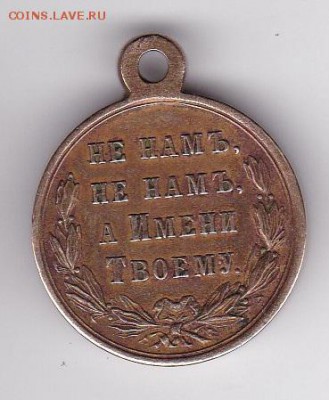 COINS.LAVE.RU
НЕ НАМЪ,
НЕ НАМЪ,
А ИМЕНИ
ТВОЕМУ.